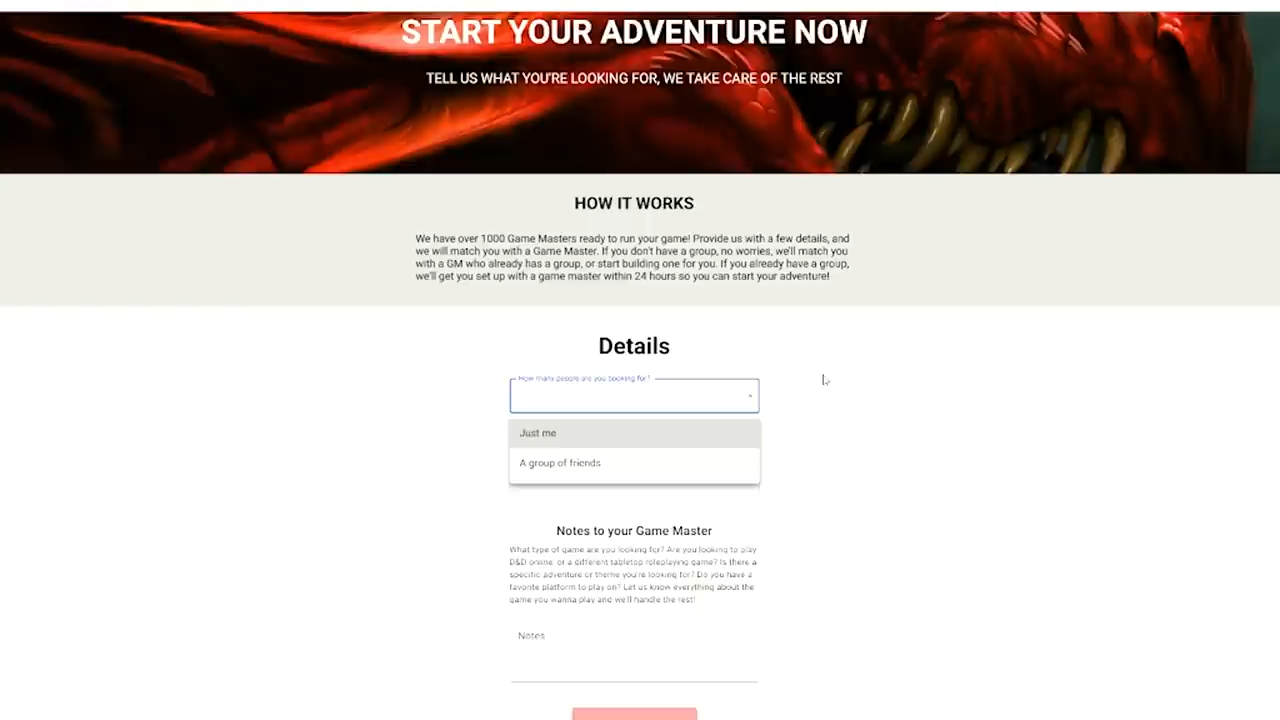 START YOUR ADVENTURE NOW
TELL US WHAT YOU'RE LOOKING FOR, WE TAKE CARE OF THE REST
HOW IT WORKS
We have over 1000 Game Masters ready to run your game! Provide us with a few details, and
we will match you with a Game Master. If you don't have a group, no worries, we'll match you
with a GM who already has a group, or start building one for you. If you already have a group,
we'll get you set up with a game master within 24 hours so you can start your adventure!
Details
How many people are you booking for?
Just me
A group of friends
Notes to your Game Master
What type of game are you looking for? Are you looking to play
D&D online, or a different tabletop roleplaying game? Is there a
specific adventure or theme you're looking for? Do you have a
favorite platform to play on? Let us know everything about the
game you wanna play and we'll handle the rest!
Notes